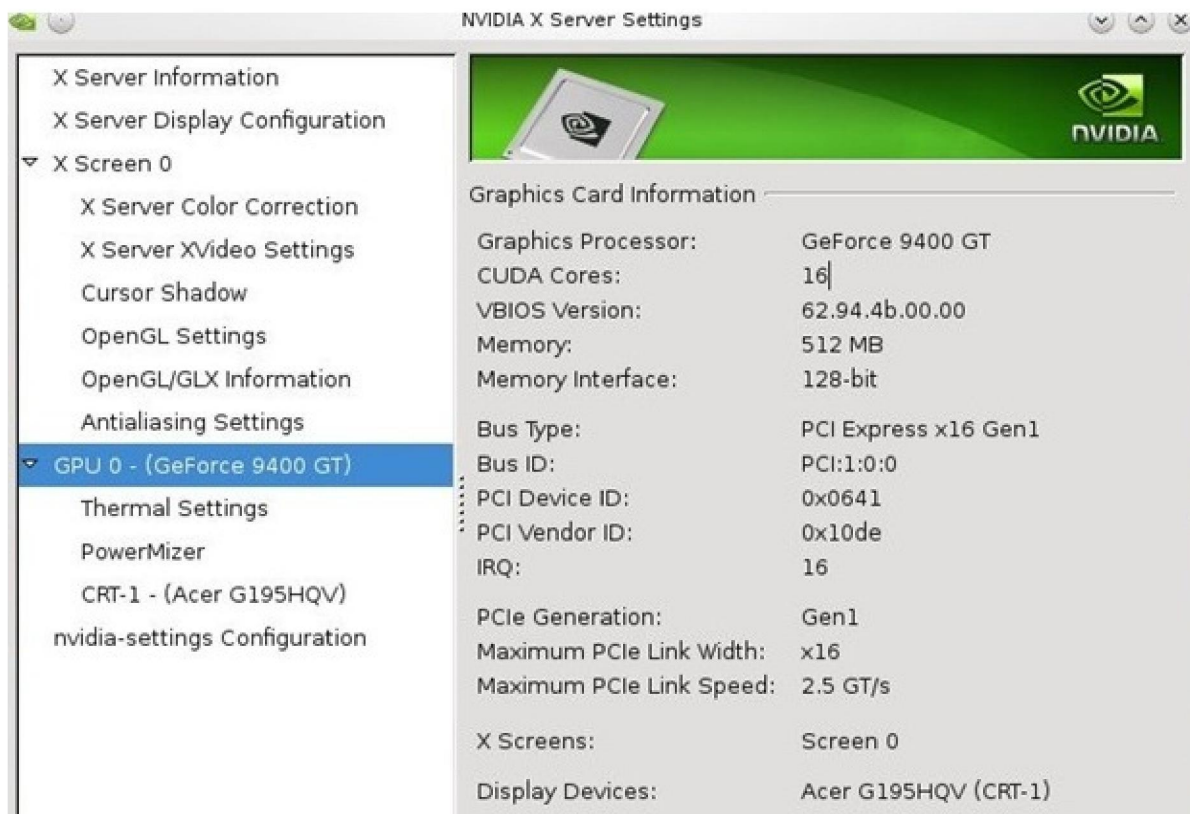 NVIDIA X Server Settings
X Server Information
X Server Display Configuration
X Screen 0
X Server Color Correction
X Server XVideo Settings
Cursor Shadow
OpenGL Settings
OpenGL/GLX Information
Antialiasing Settings
GPU 0 - (GeForce 9400 GT)
Thermal Settings
PowerMizer
CRT-1 - (Acer G195HQV)
nvidia-settings Configuration
NVIDIA
Graphics Card Information
Graphics Processor: GeForce 9400 GT
CUDA Cores: 16
VBIOS Version: 62.94.4b.00.00
Memory: 512 MB
Memory Interface: 128-bit
Bus Type: PCI Express x16 Gen1
Bus ID: PCI:1:0:0
PCI Device ID: 0x0641
PCI Vendor ID: 0x10de
IRQ: 16
PCIe Generation: Gen1
Maximum PCIe Link Width: x16
Maximum PCIe Link Speed: 2.5 GT/s
X Screens: Screen 0
Display Devices: Acer G195HQV (CRT-1)